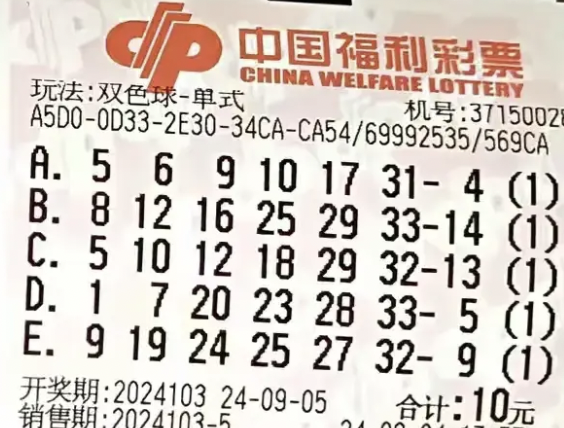 中国福利彩票
CHINA WELFARE LOTTERY
玩法:双色球-单式 机号:3715002
A5D0-0D33-2E30-34CA-CA54/69992535/569CA
A. 5 6 9 10 17 31- 4 (1)
B. 8 12 16 25 29 33-14 (1)
C. 5 10 12 18 29 32-13 (1)
D. 1 7 20 23 28 33- 5 (1)
E. 9 19 24 25 27 32- 9 (1)
开奖期:2024103 24-09-05 合计:10元
销售期:2024103-5